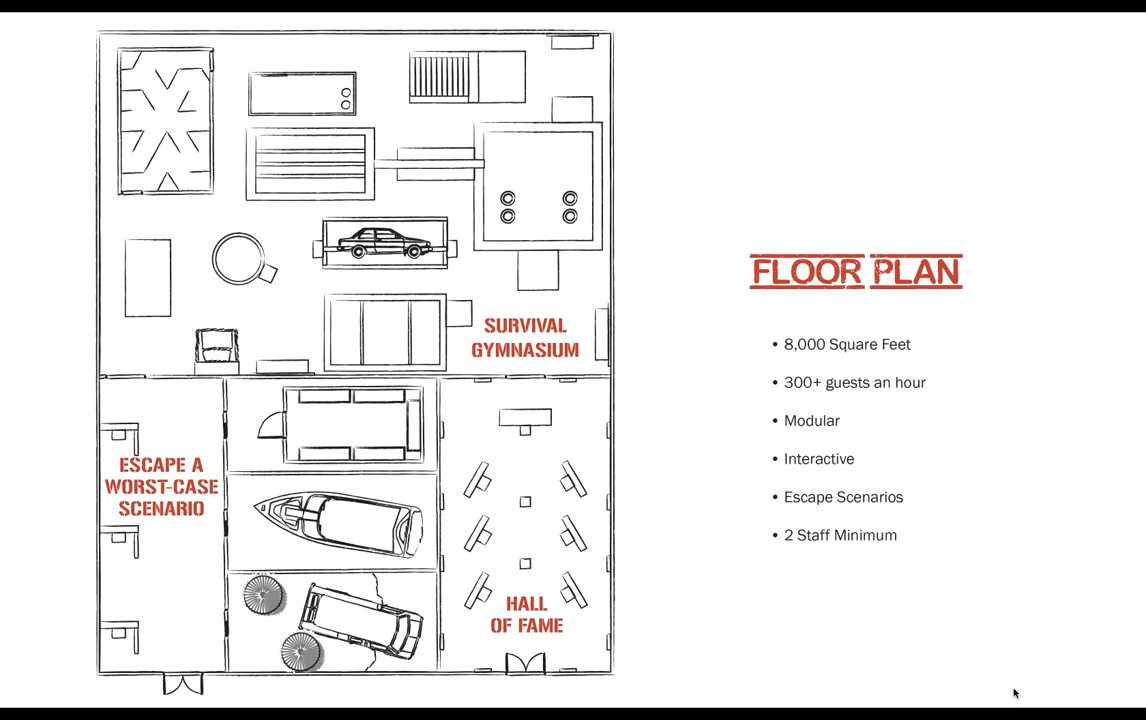 SURVIVAL
GYMNASIUM
ESCAPE A
WORST-CASE
SCENARIO
HALL
OF FAME
FLOOR PLAN
• 8,000 Square Feet
• 300+ guests an hour
• Modular
• Interactive
• Escape Scenarios
• 2 Staff Minimum